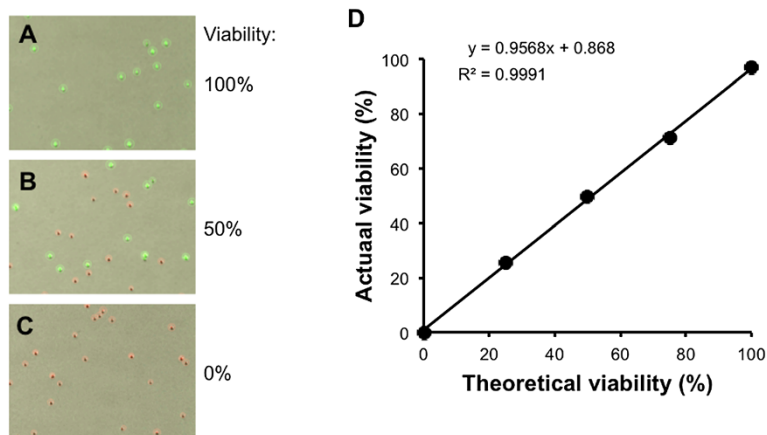 A
Viability:
100%
B
50%
C
0%
D
y = 0.9568x + 0.868
R² = 0.9991
Actuaal viability (%)
100
80
60
40
20
0
0 20 40 60 80 100
Theoretical viability (%)